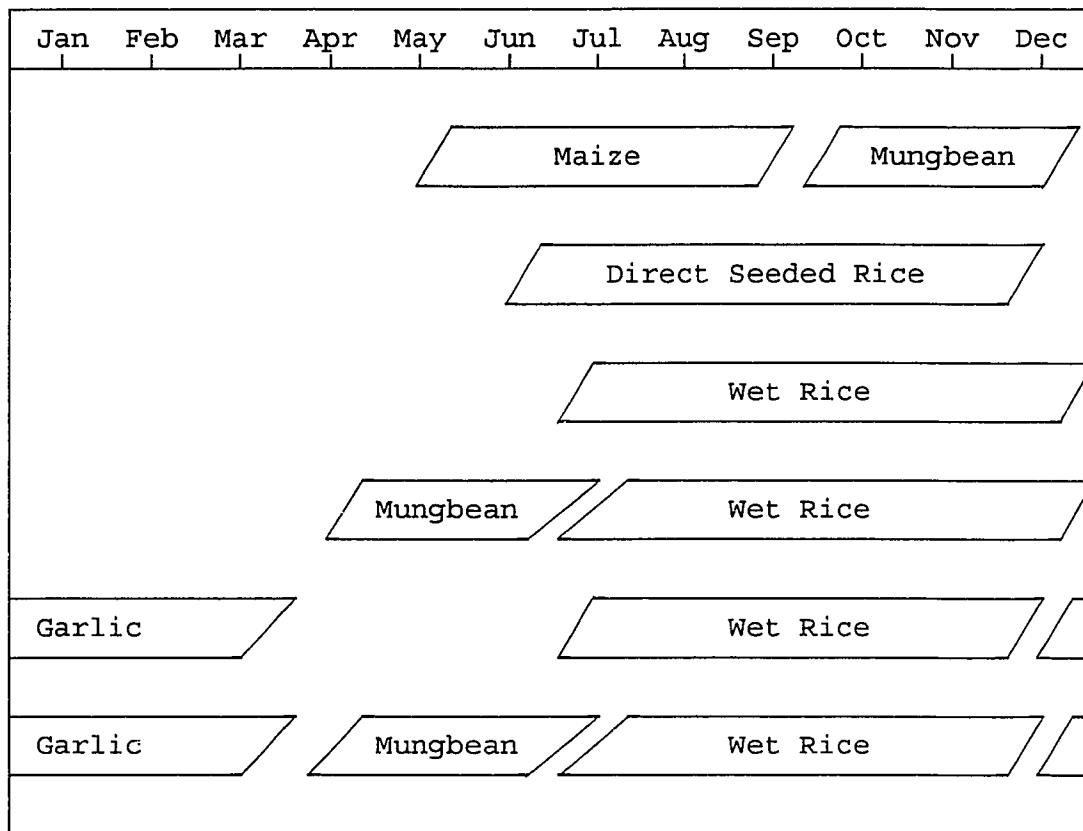 Jan Feb Mar Apr May Jun Jul Aug Sep Oct Nov Dec
Maize Mungbean
Direct Seeded Rice
Wet Rice
Mungbean Wet Rice
Garlic Wet Rice
Garlic Mungbean Wet Rice